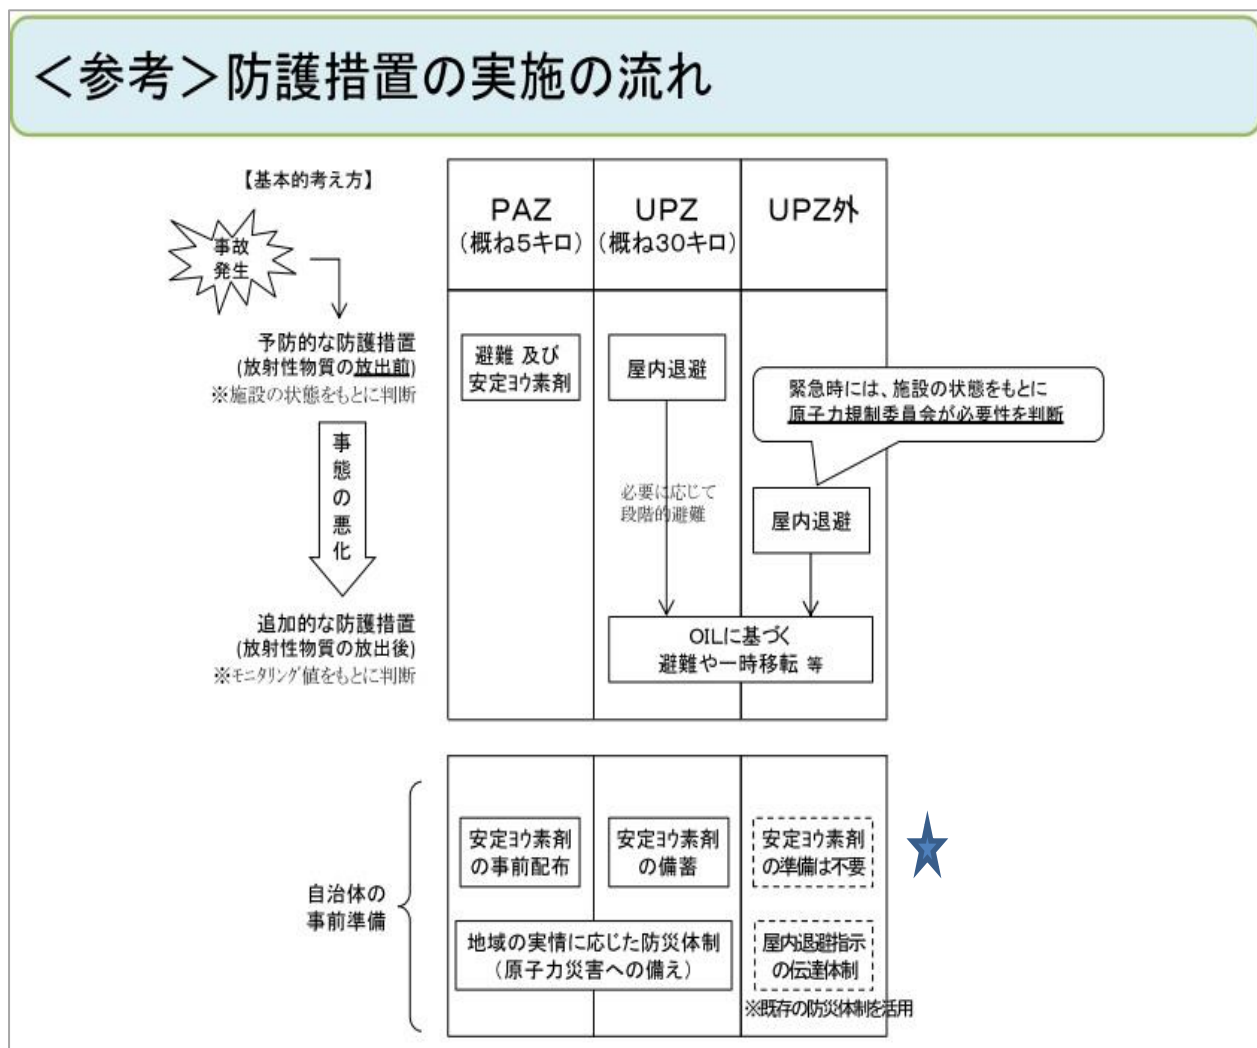 ＜参考＞防護措置の実施の流れ
【基本的考え方】
事故
発生
PAZ
(概ね5キロ)
UPZ
(概ね30キロ)
UPZ外
予防的な防護措置
(放射性物質の放出前)
※施設の状態をもとに判断
避難 及び
安定ヨウ素剤
屋内退避
緊急時には、施設の状態をもとに
原子力規制委員会が必要性を判断
事態の悪化
必要に応じて
段階的避難
屋内退避
追加的な防護措置
(放射性物質の放出後)
※モニタリング値をもとに判断
OILに基づく
避難や一時移転 等
自治体の
事前準備
安定ヨウ素剤
の事前配布
安定ヨウ素剤
の備蓄
安定ヨウ素剤
の準備は不要
地域の実情に応じた防災体制
(原子力災害への備え)
屋内退避指示
の伝達体制
※既存の防災体制を活用